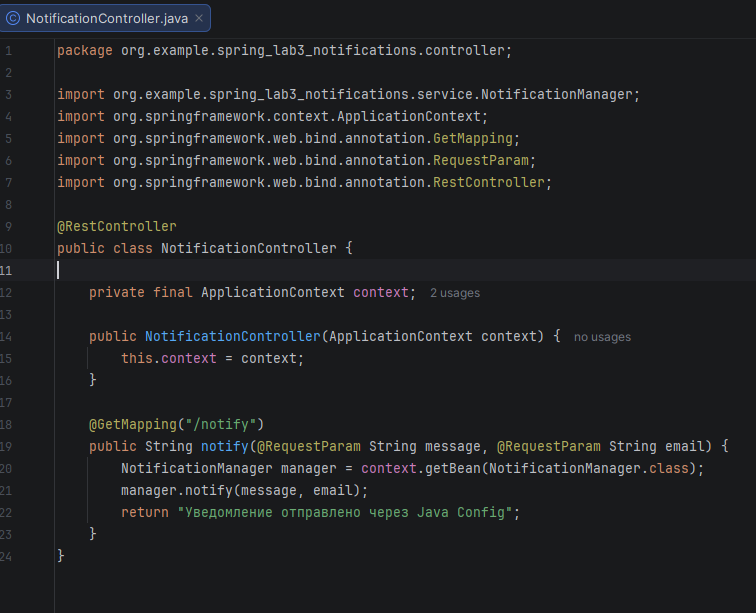 NotificationController.java
1 package org.example.spring_lab3_notifications.controller;
2
3 import org.example.spring_lab3_notifications.service.NotificationManager;
4 import org.springframework.context.ApplicationContext;
5 import org.springframework.web.bind.annotation.GetMapping;
6 import org.springframework.web.bind.annotation.RequestParam;
7 import org.springframework.web.bind.annotation.RestController;
8
9 @RestController
10 public class NotificationController {
11
12     private final ApplicationContext context; 2 usages
13
14     public NotificationController(ApplicationContext context) { no usages
15         this.context = context;
16     }
17
18     @GetMapping("/notify")
19     public String notify(@RequestParam String message, @RequestParam String email) {
20         NotificationManager manager = context.getBean(NotificationManager.class);
21         manager.notify(message, email);
22         return "Уведомление отправлено через Java Config";
23     }
24 }